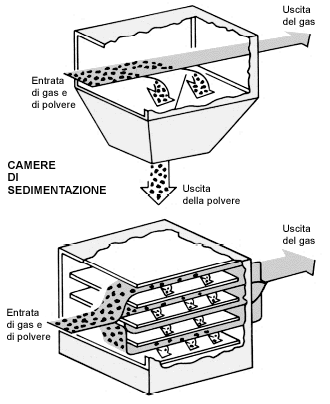 Uscita
del gas
Entrata
di gas e
di polvere
CAMERE
DI
SEDIMENTAZIONE
Uscita
della polvere
Uscita
del gas
Entrata
di gas e
di polvere